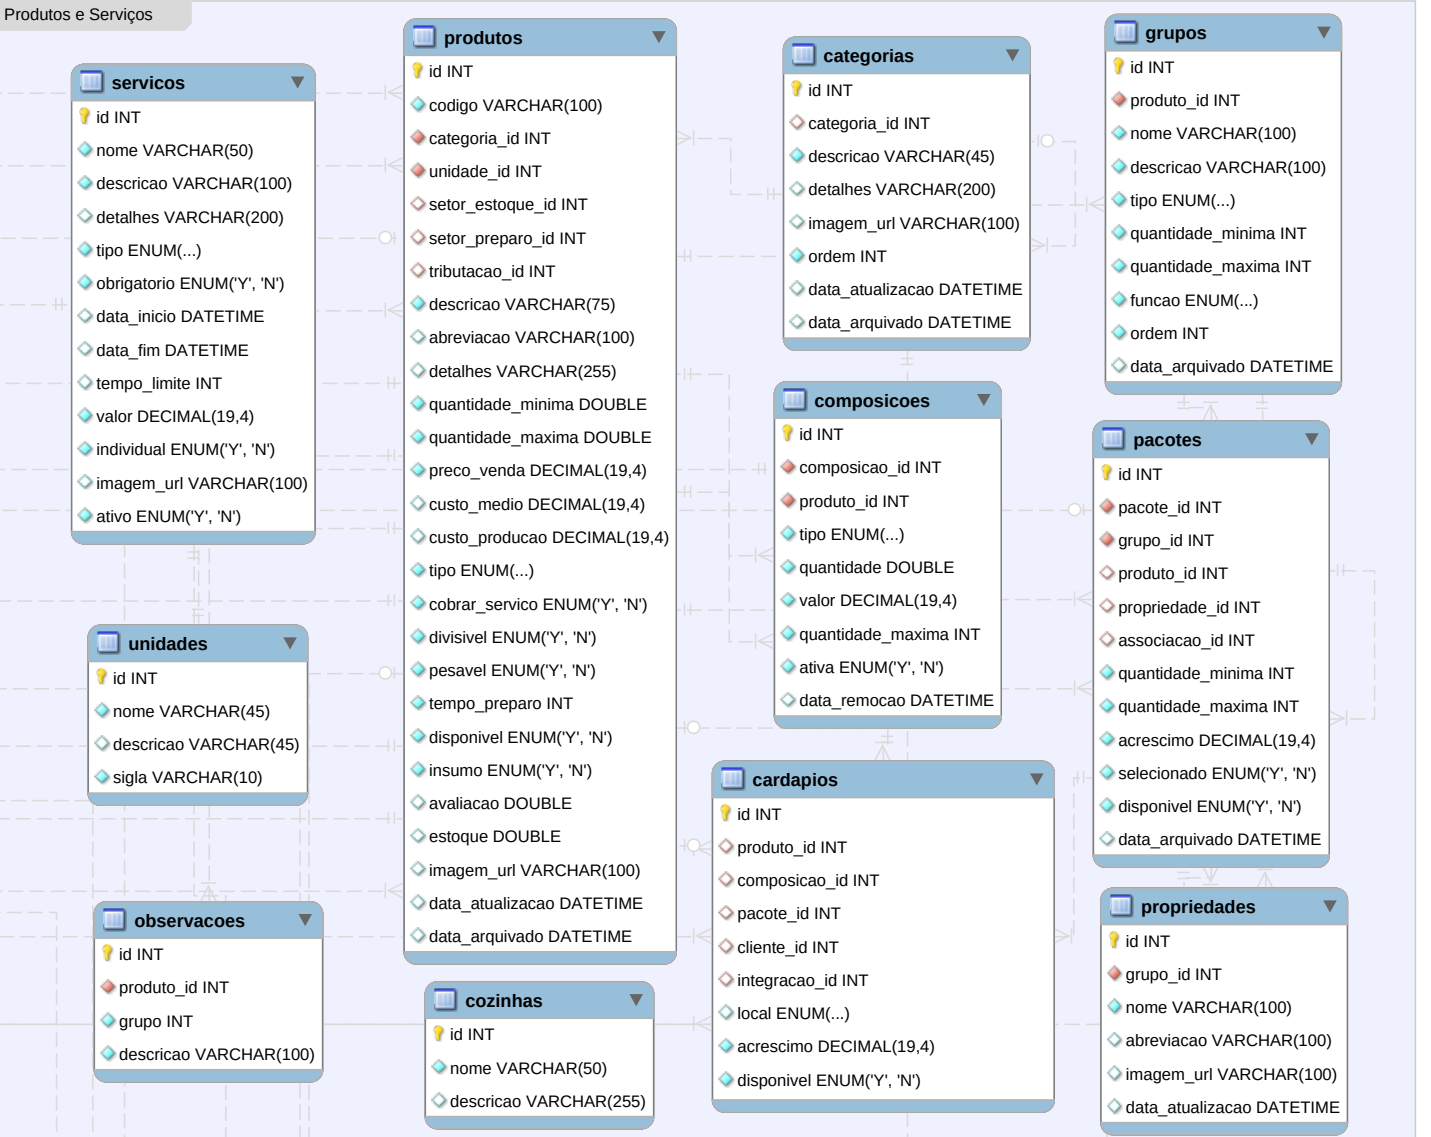 Produtos e Serviços
servicos
id INT
nome VARCHAR(50)
descricao VARCHAR(100)
detalhes VARCHAR(200)
tipo ENUM(...)
obrigatorio ENUM('Y', 'N')
data_inicio DATETIME
data_fim DATETIME
tempo_limite INT
valor DECIMAL(19,4)
individual ENUM('Y', 'N')
imagem_url VARCHAR(100)
ativo ENUM('Y', 'N')
unidades
id INT
nome VARCHAR(45)
descricao VARCHAR(45)
sigla VARCHAR(10)
observacoes
id INT
produto_id INT
grupo INT
descricao VARCHAR(100)
produtos
id INT
codigo VARCHAR(100)
categoria_id INT
unidade_id INT
setor_estoque_id INT
setor_preparo_id INT
tributacao_id INT
descricao VARCHAR(75)
abreviacao VARCHAR(100)
detalhes VARCHAR(255)
quantidade_minima DOUBLE
quantidade_maxima DOUBLE
preco_venda DECIMAL(19,4)
custo_medio DECIMAL(19,4)
custo_producao DECIMAL(19,4)
tipo ENUM(...)
cobrar_servico ENUM('Y', 'N')
divisivel ENUM('Y', 'N')
pesavel ENUM('Y', 'N')
tempo_preparo INT
disponivel ENUM('Y', 'N')
insumo ENUM('Y', 'N')
avaliacao DOUBLE
estoque DOUBLE
imagem_url VARCHAR(100)
data_atualizacao DATETIME
data_arquivado DATETIME
cozinhas
id INT
nome VARCHAR(50)
descricao VARCHAR(255)
categorias
id INT
categoria_id INT
descricao VARCHAR(45)
detalhes VARCHAR(200)
imagem_url VARCHAR(100)
ordem INT
data_atualizacao DATETIME
data_arquivado DATETIME
composicoes
id INT
composicao_id INT
produto_id INT
tipo ENUM(...)
quantidade DOUBLE
valor DECIMAL(19,4)
quantidade_maxima INT
ativa ENUM('Y', 'N')
data_remocao DATETIME
cardapios
id INT
produto_id INT
composicao_id INT
pacote_id INT
cliente_id INT
integracao_id INT
local ENUM(...)
acrescimo DECIMAL(19,4)
disponivel ENUM('Y', 'N')
grupos
id INT
produto_id INT
nome VARCHAR(100)
descricao VARCHAR(100)
tipo ENUM(...)
quantidade_minima INT
quantidade_maxima INT
funcao ENUM(...)
ordem INT
data_arquivado DATETIME
pacotes
id INT
pacote_id INT
grupo_id INT
produto_id INT
propriedade_id INT
associacao_id INT
quantidade_minima INT
quantidade_maxima INT
acrescimo DECIMAL(19,4)
selecionado ENUM('Y', 'N')
disponivel ENUM('Y', 'N')
data_arquivado DATETIME
propriedades
id INT
grupo_id INT
nome VARCHAR(100)
abreviacao VARCHAR(100)
imagem_url VARCHAR(100)
data_atualizacao DATETIME